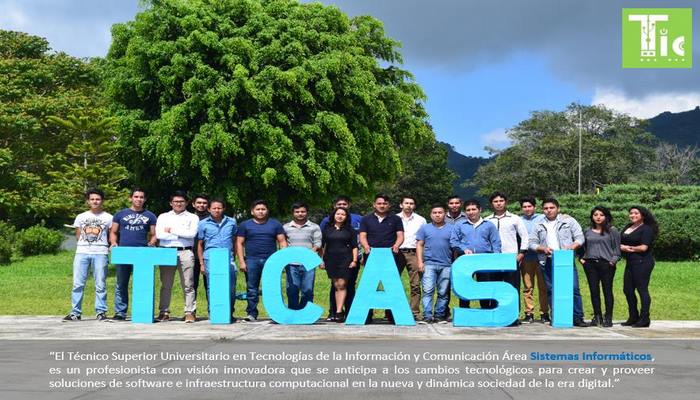 Tic
TICASI
“El Técnico Superior Universitario en Tecnologías de la Información y Comunicación Área Sistemas Informáticos,
es un profesionista con visión innovadora que se anticipa a los cambios tecnológicos para crear y proveer
soluciones de software e infraestructura computacional en la nueva y dinámica sociedad de la era digital.”